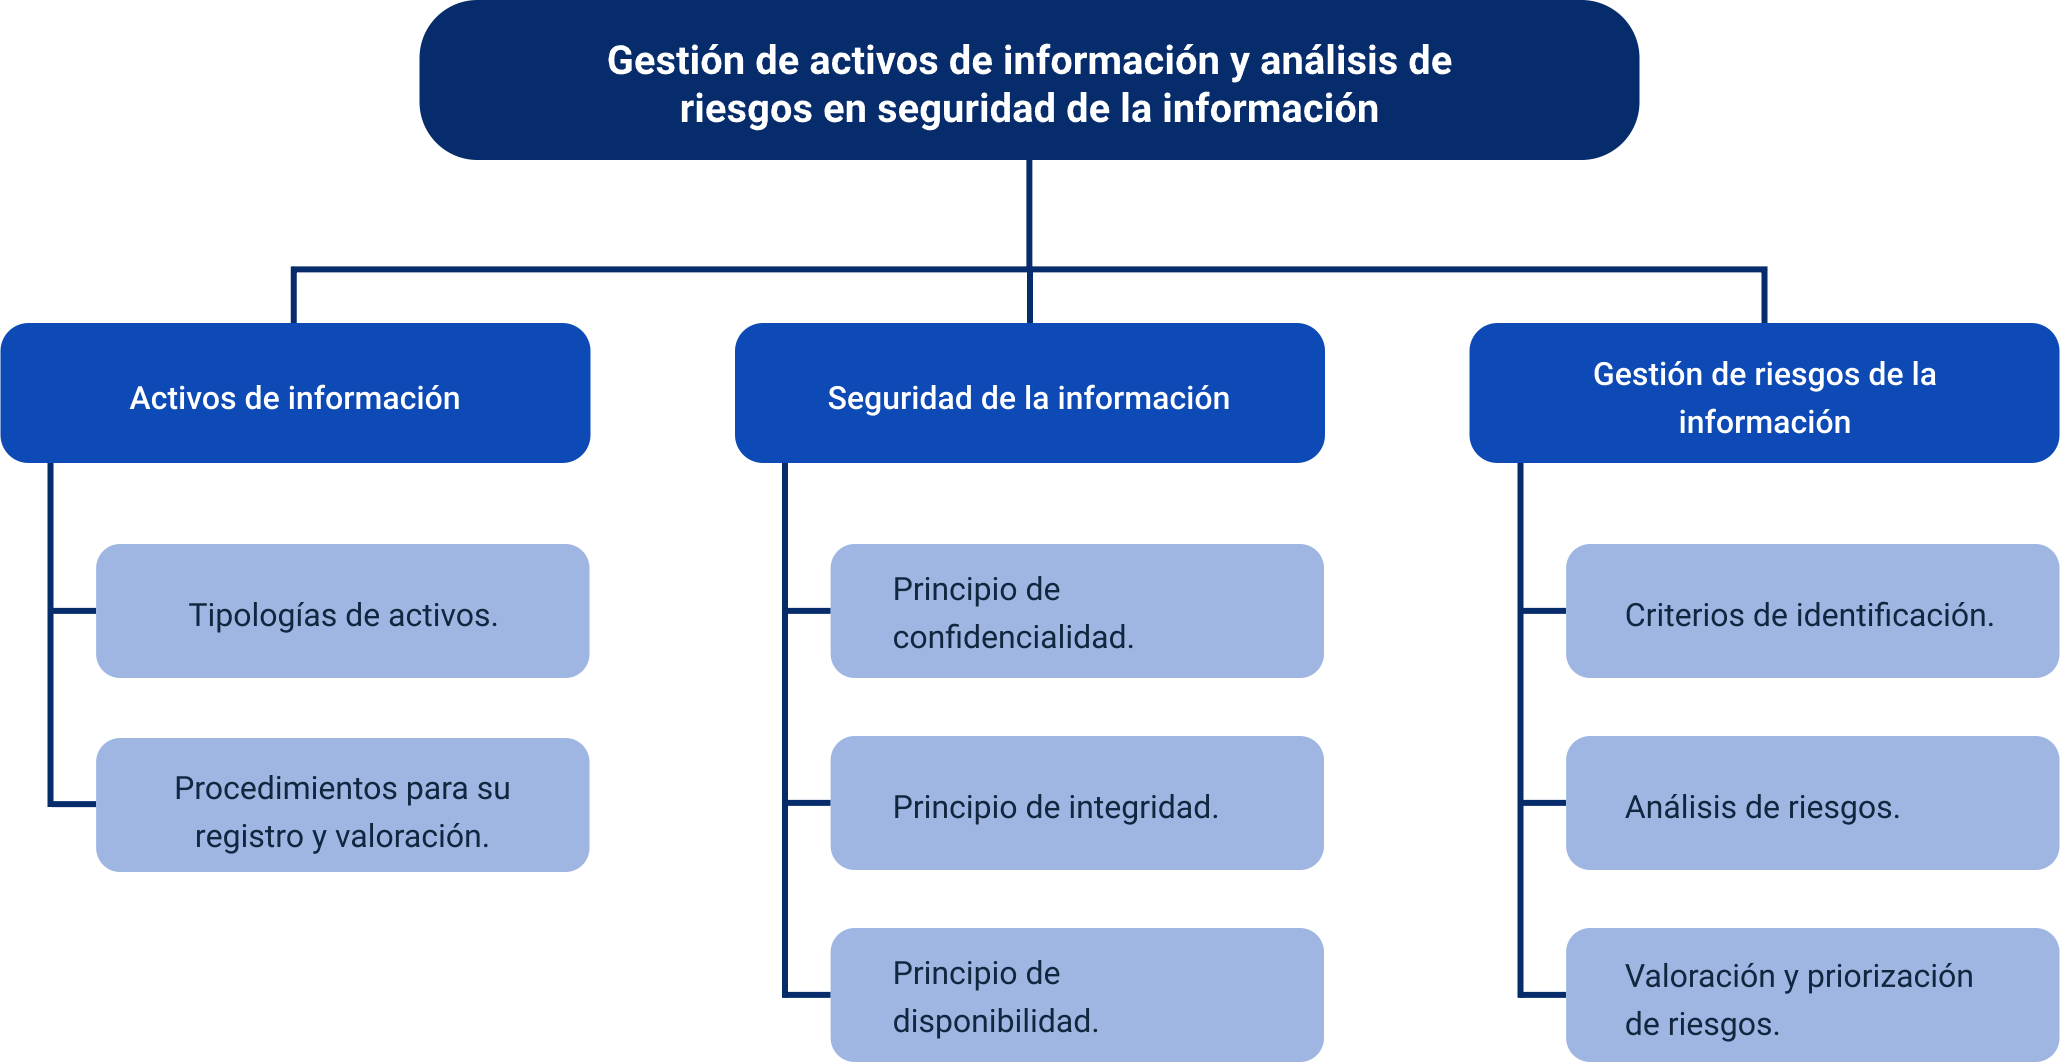 Gestión de activos de información y análisis de
riesgos en seguridad de la información
Activos de información
Tipologías de activos.
Procedimientos para su
registro y valoración.
Seguridad de la información
Principio de
confidencialidad.
Principio de integridad.
Principio de
disponibilidad.
Gestión de riesgos de la
información
Criterios de identificación.
Análisis de riesgos.
Valoración y priorización
de riesgos.